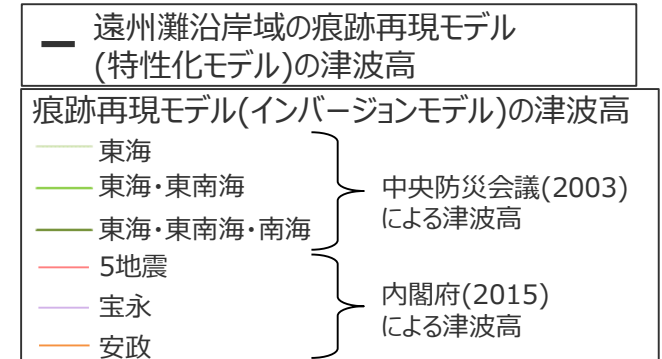 遠州灘沿岸域の痕跡再現モデル
(特性化モデル)の津波高
痕跡再現モデル(インバージョンモデル)の津波高
東海
東海・東南海
東海・東南海・南海
中央防災会議(2003)
による津波高
5地震
宝永
安政
内閣府(2015)
による津波高